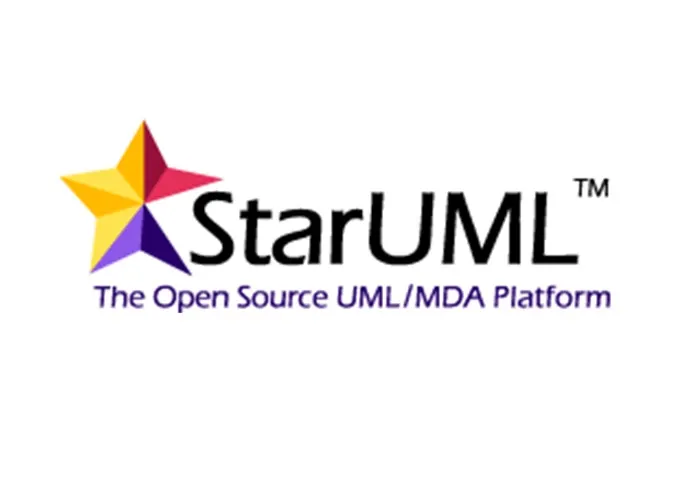 StarUML™
The Open Source UML/MDA Platform